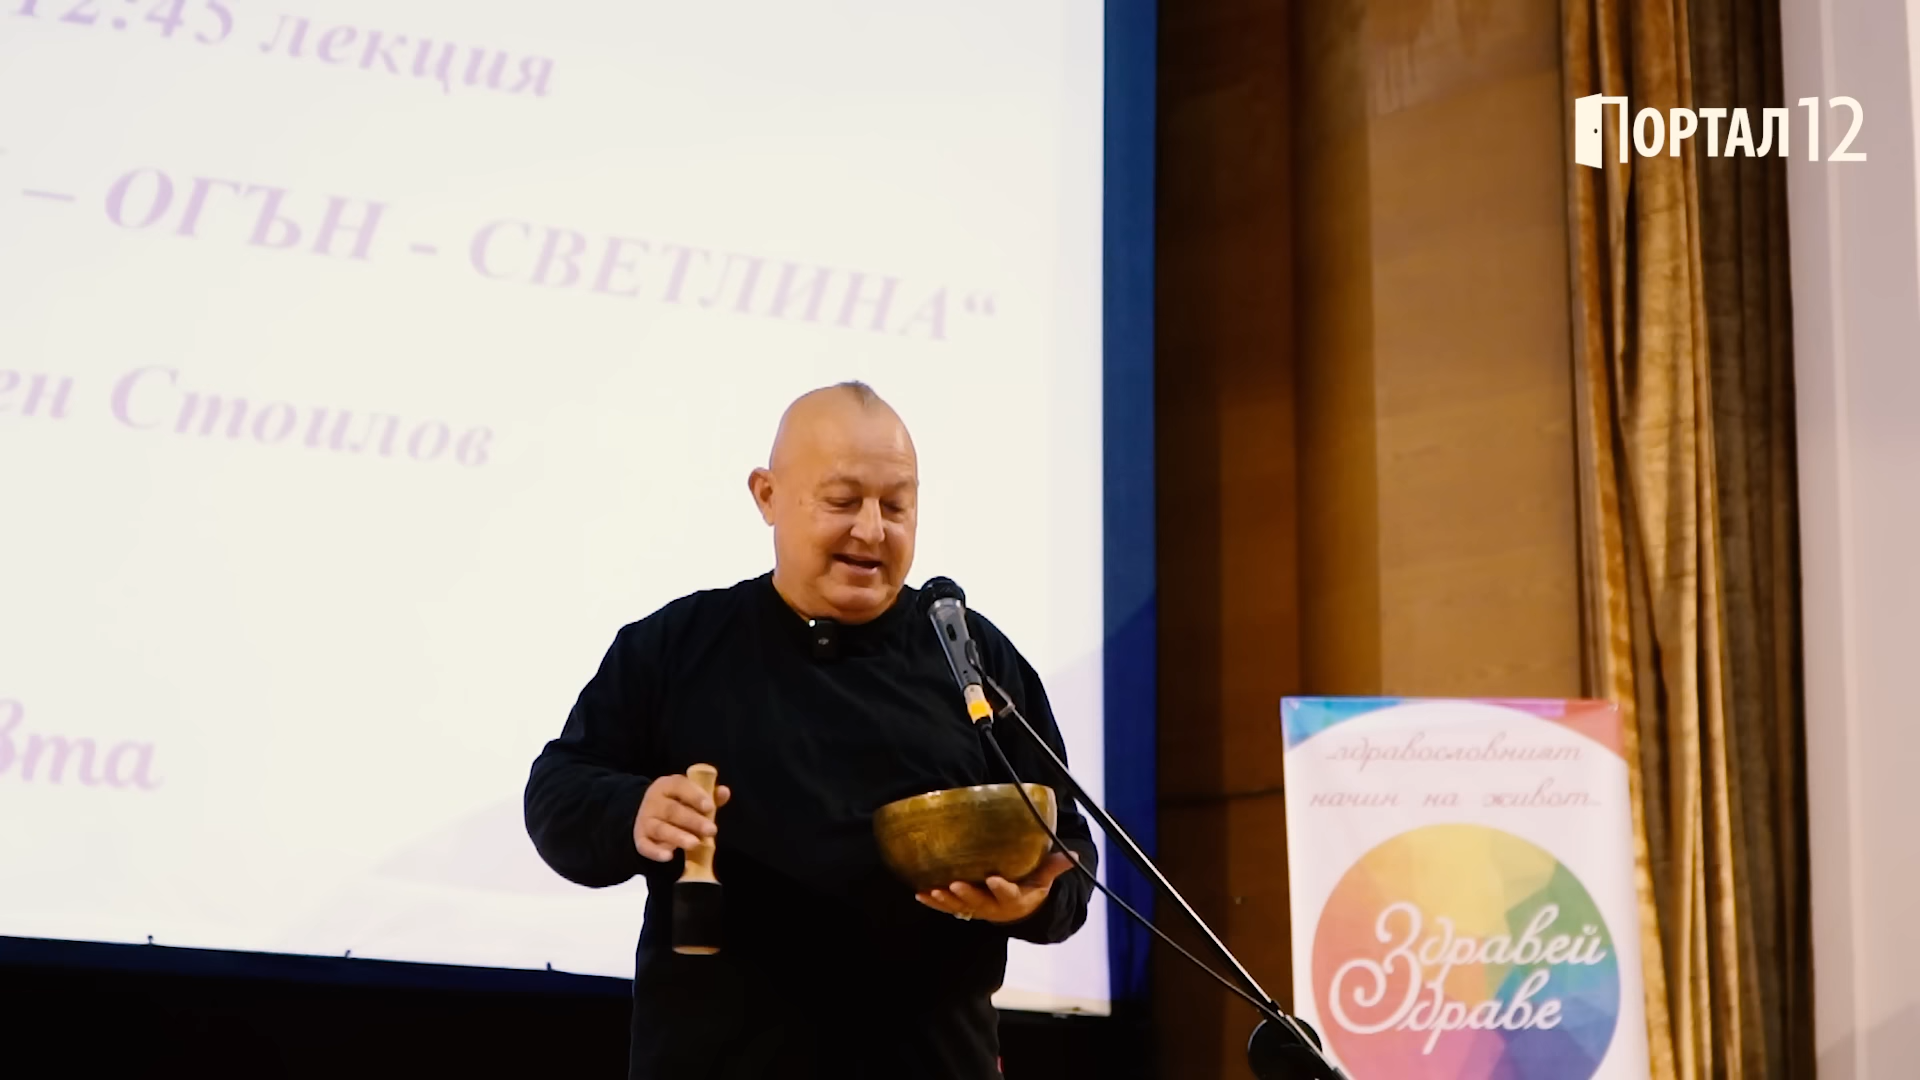 12:45 лекция
– ОГЪН - СВЕТЛИНА“
ен Стоилов
вта
ПОРТАЛ12
здравословният
начин на живот...
Здравей
Здраве